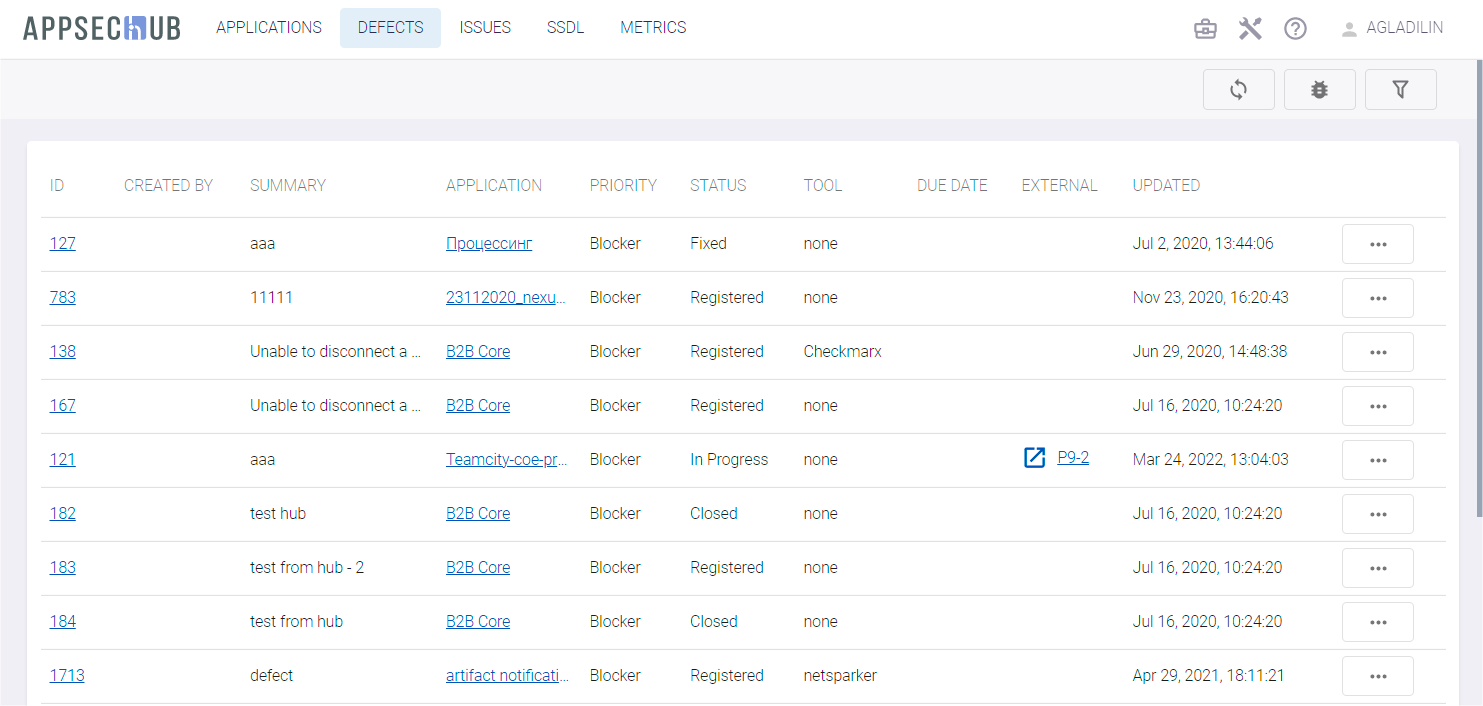 APPSECHUB APPLICATIONS DEFECTS ISSUES SSDL METRICS AGLADILIN
ID CREATED BY SUMMARY APPLICATION PRIORITY STATUS TOOL DUE DATE EXTERNAL UPDATED
127 aaa Процессинг Blocker Fixed none Jul 2, 2020, 13:44:06
783 11111 23112020_nexu... Blocker Registered none Nov 23, 2020, 16:20:43
138 Unable to disconnect a ... B2B Core Blocker Registered Checkmarx Jun 29, 2020, 14:48:38
167 Unable to disconnect a ... B2B Core Blocker Registered none Jul 16, 2020, 10:24:20
121 aaa Teamcity-coe-pr... Blocker In Progress none P9-2 Mar 24, 2022, 13:04:03
182 test hub B2B Core Blocker Closed none Jul 16, 2020, 10:24:20
183 test from hub - 2 B2B Core Blocker Registered none Jul 16, 2020, 10:24:20
184 test from hub B2B Core Blocker Closed none Jul 16, 2020, 10:24:20
1713 defect artifact notificati... Blocker Registered netsparker Apr 29, 2021, 18:11:21